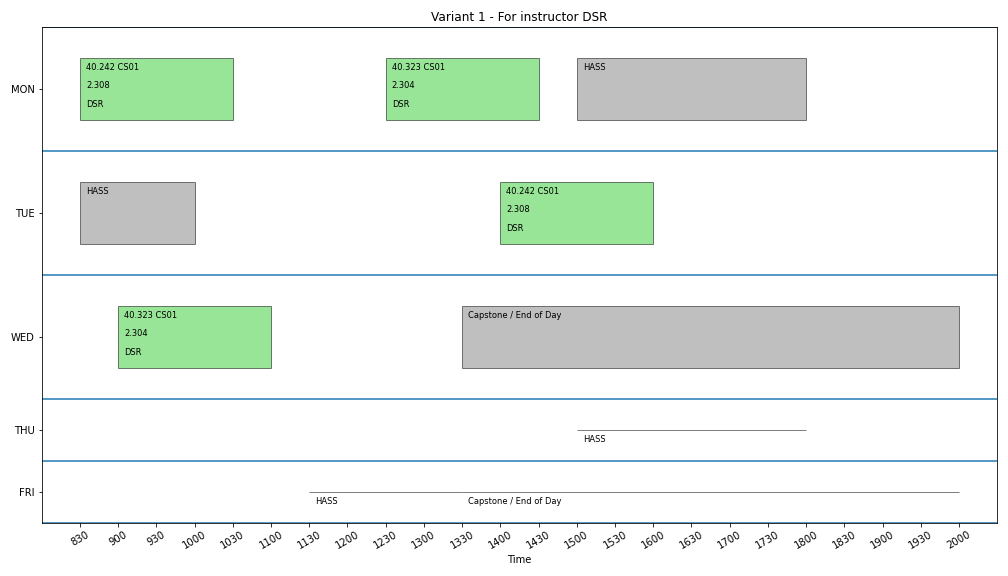 Variant 1 - For instructor DSR
MON
40.242 CS01
2.308
DSR
40.323 CS01
2.304
DSR
HASS
TUE
HASS
40.242 CS01
2.308
DSR
WED
40.323 CS01
2.304
DSR
Capstone / End of Day
THU
HASS
FRI
HASS
Capstone / End of Day
830 900 930 1000 1030 1100 1130 1200 1230 1300 1330 1400 1430 1500 1530 1600 1630 1700 1730 1800 1830 1900 1930 2000
Time